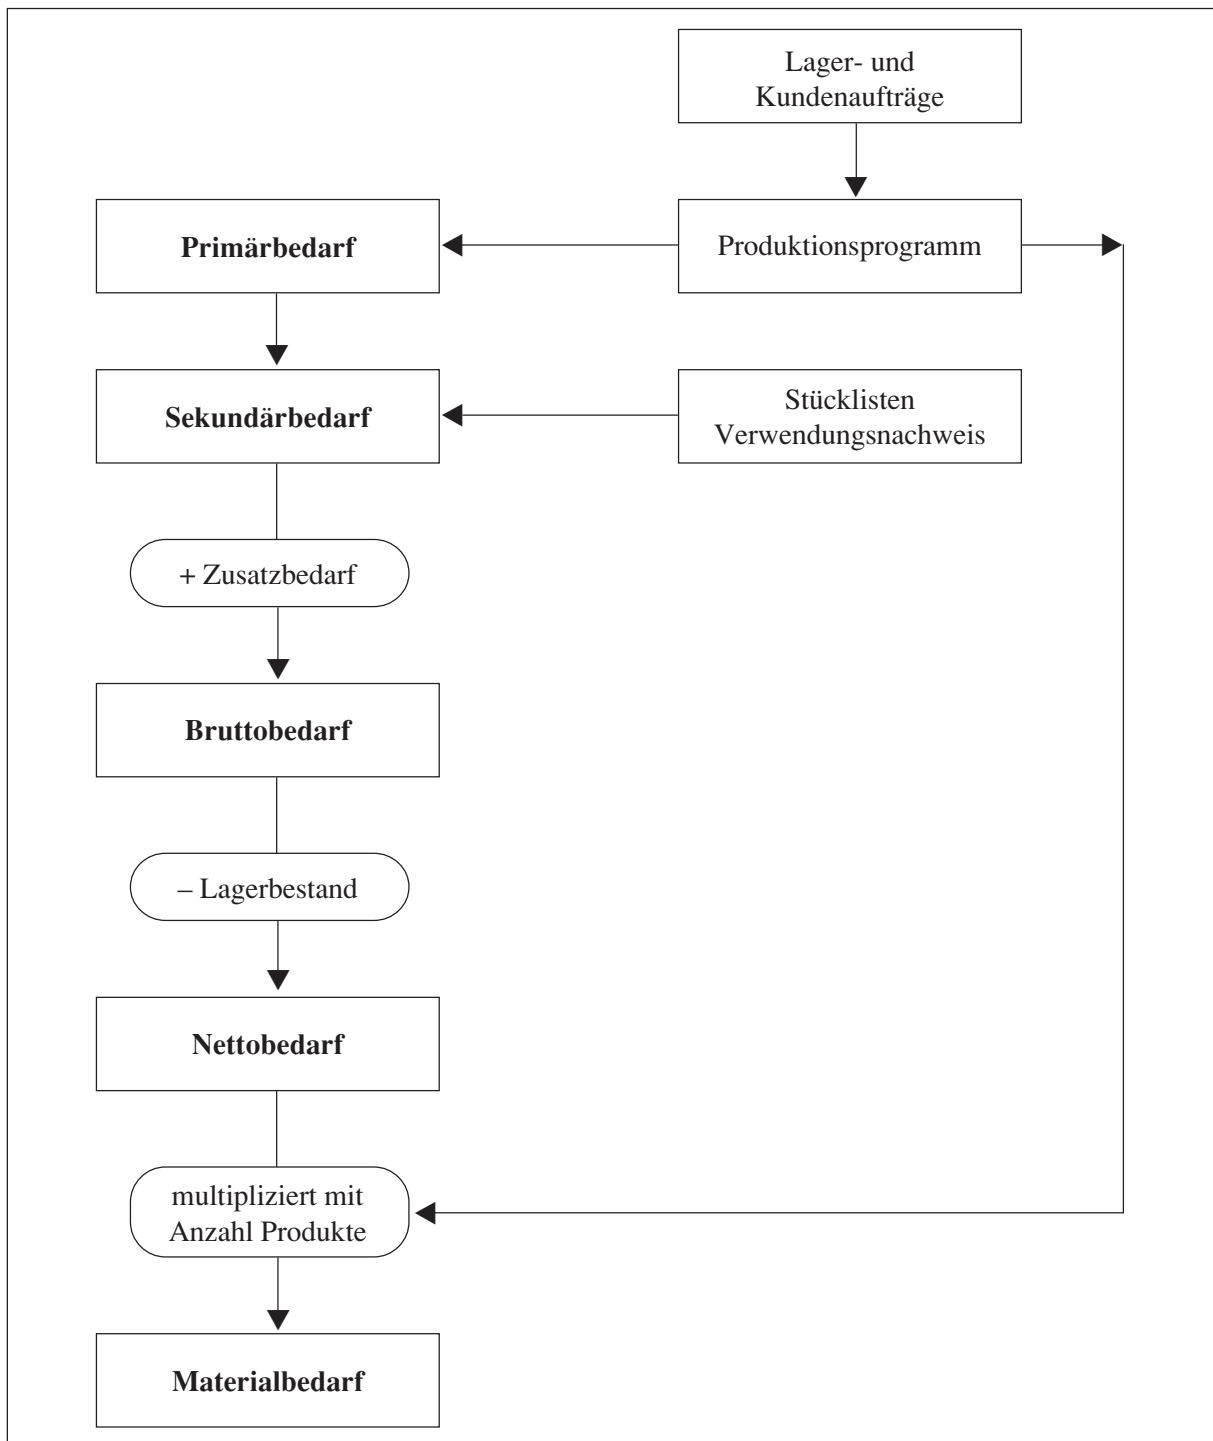 Lager- und
Kundenaufträge
Primärbedarf
Produktionsprogramm
Sekundärbedarf
Stücklisten
Verwendungsnachweis
+ Zusatzbedarf
Bruttobedarf
– Lagerbestand
Nettobedarf
multipliziert mit
Anzahl Produkte
Materialbedarf